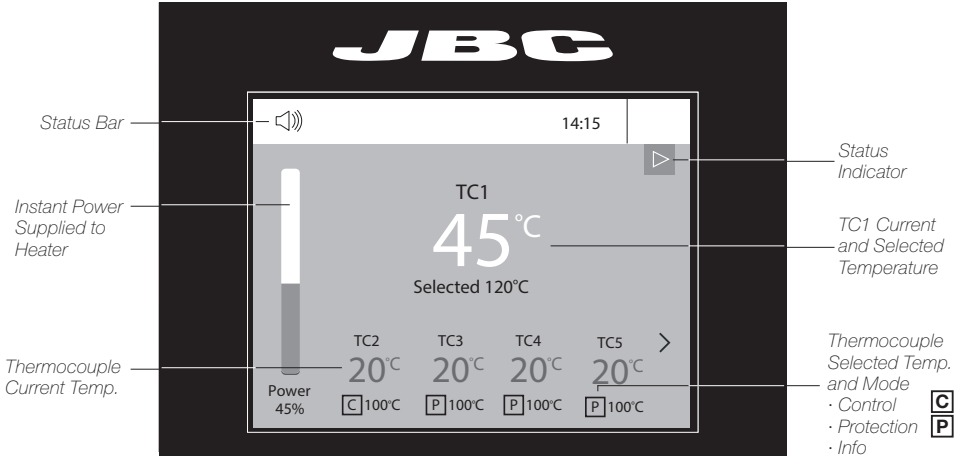 JBC
Status Bar
14:15
Status
Indicator
Instant Power
Supplied to
Heater
TC1
45°C
Selected 120°C
TC1 Current
and Selected
Temperature
Thermocouple
Current Temp.
TC2 TC3 TC4 TC5 >
20°C 20°C 20°C 20°C
C 100°C P 100°C P 100°C P 100°C
Power
45%
Thermocouple
Selected Temp.
and Mode
· Control C
· Protection P
· Info